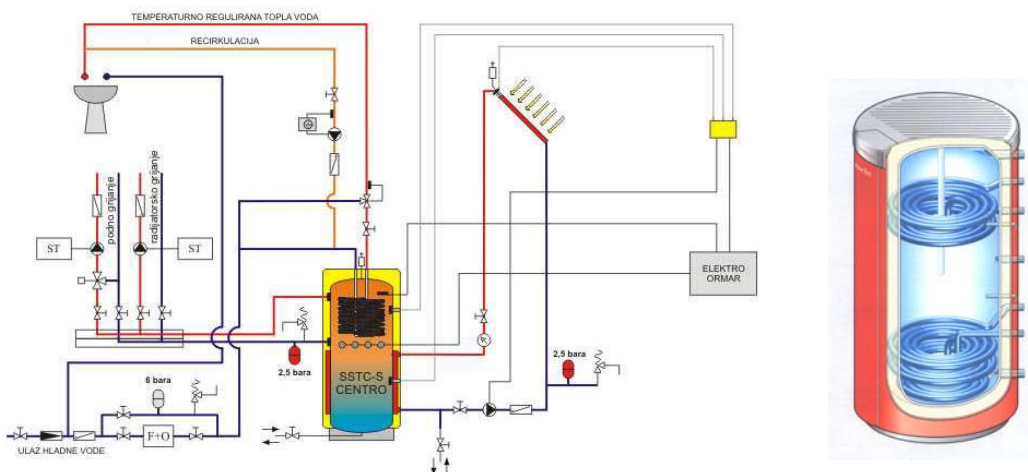 TEMPERATURNO REGULIRANA TOPLA VODA
RECIRKULACIJA
podno grijanje
radijatorsko grijanje
ST
ST
ELEKTRO
ORMAR
2,5 bara
2,5 bara
SSTC-S
CENTRO
6 bara
F+O
ULAZ HLADNE VODE